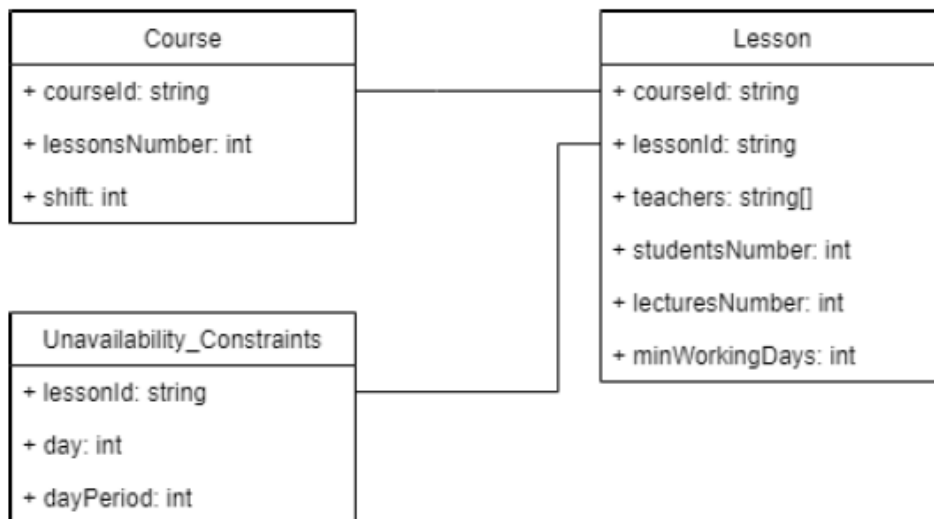 Course
+ courseId: string
+ lessonsNumber: int
+ shift: int
Lesson
+ courseId: string
+ lessonId: string
+ teachers: string[]
+ studentsNumber: int
+ lecturesNumber: int
+ minWorkingDays: int
Unavailability_Constraints
+ lessonId: string
+ day: int
+ dayPeriod: int